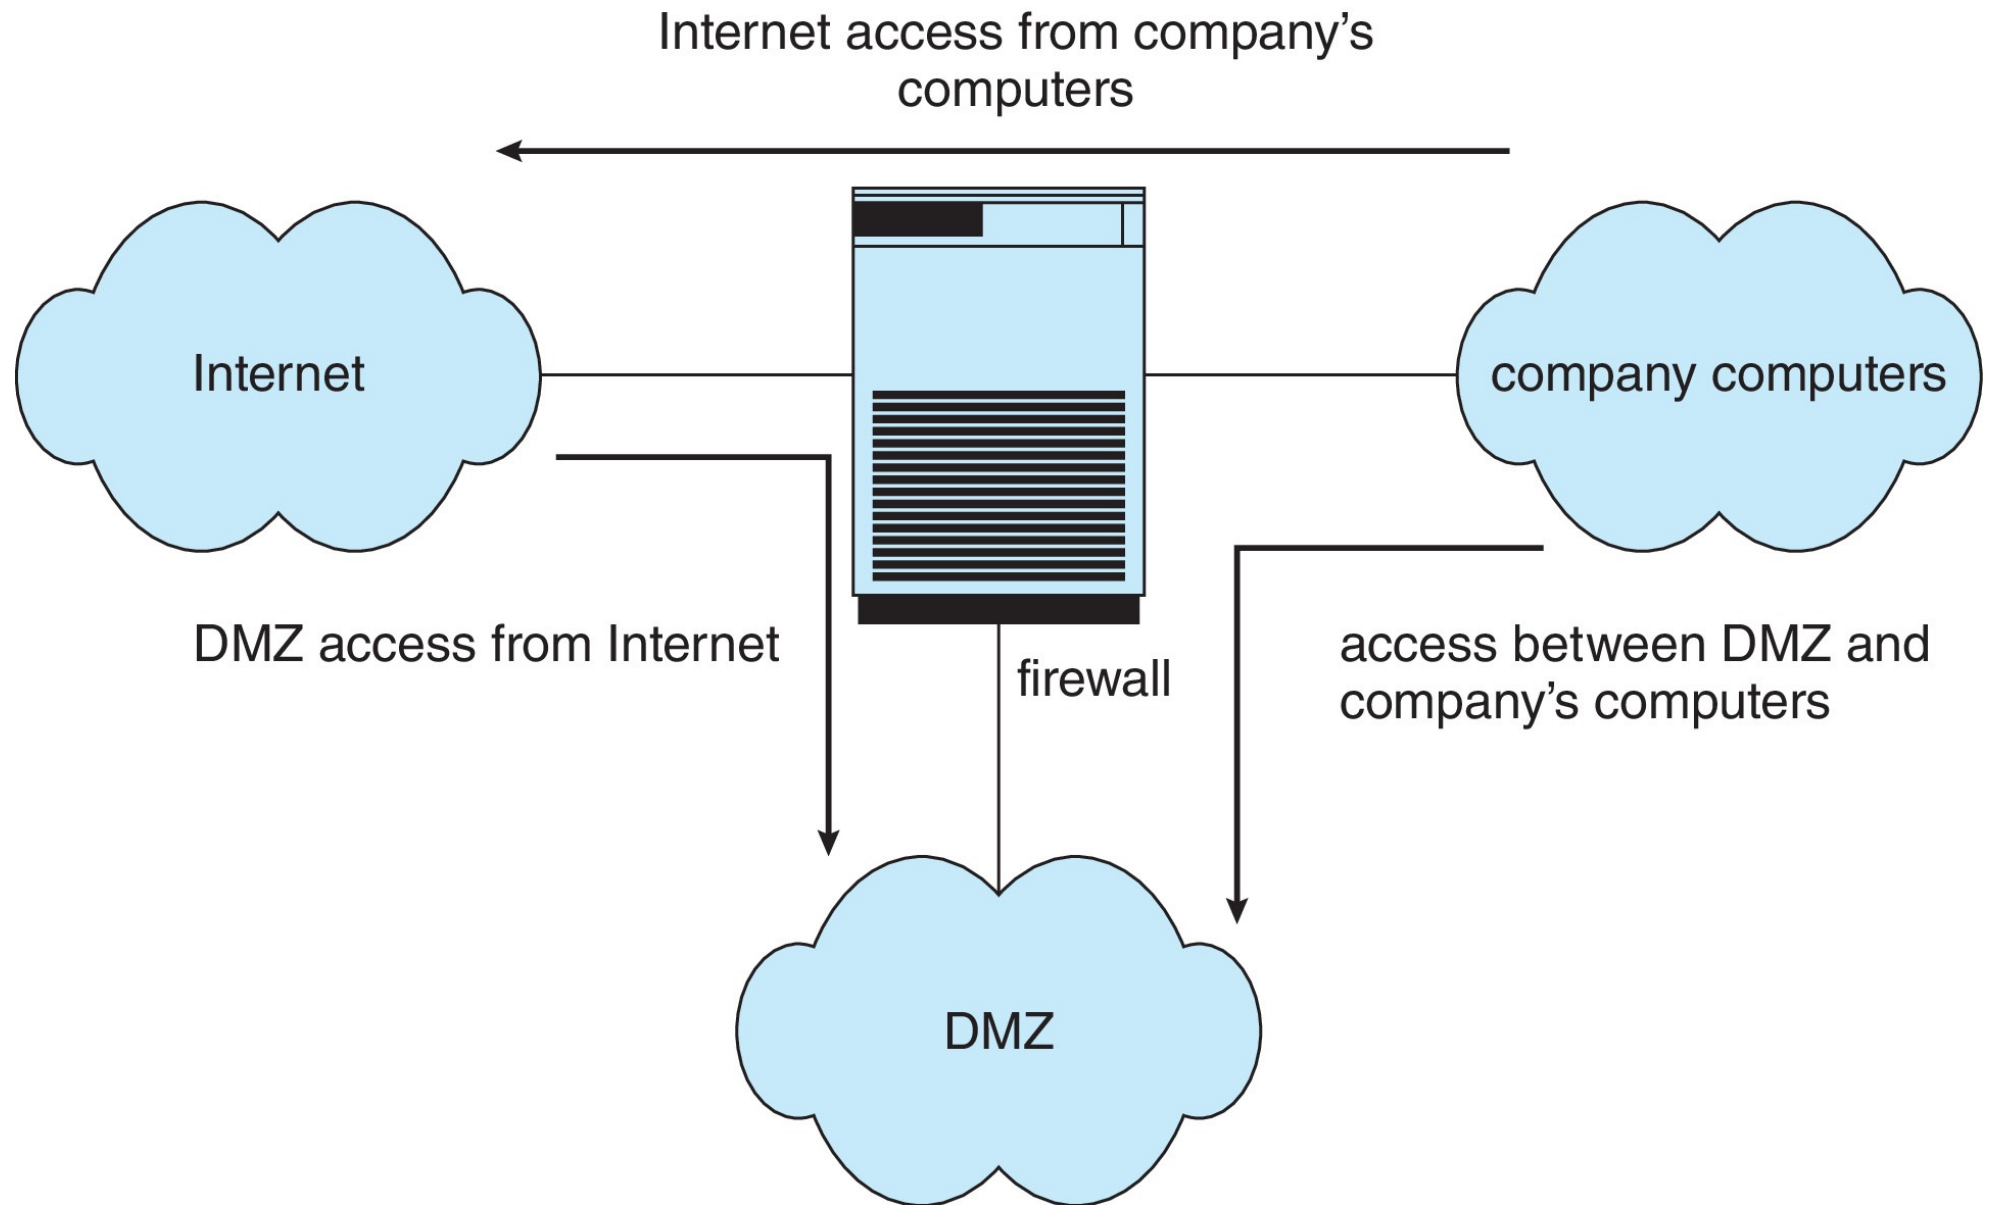 Internet access from company’s
computers
Internet
company computers
DMZ access from Internet
firewall
access between DMZ and
company’s computers
DMZ